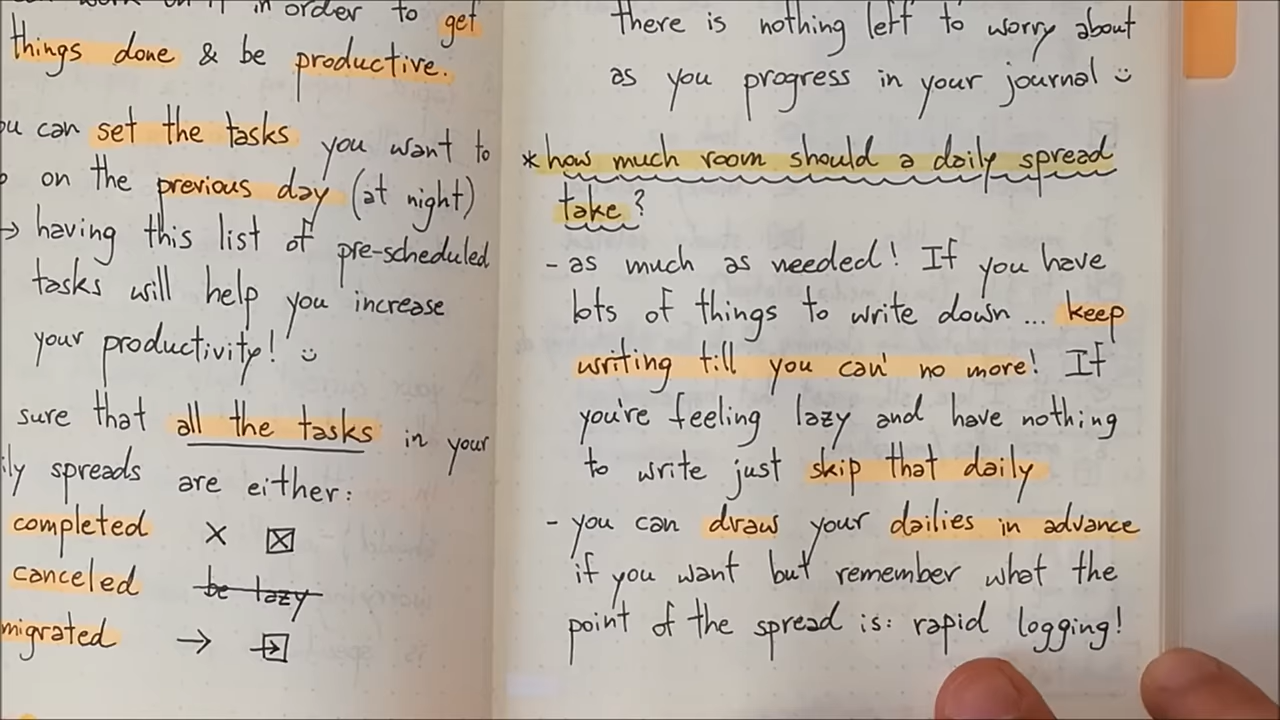 in order to get
things done & be productive.
can set the tasks you want to
on the previous day (at night)
→ having this list of pre-scheduled
tasks will help you increase
your productivity! :)
sure that all the tasks in your
spreads are either:
completed X ☒
canceled be lazy
migrated →
there is nothing left to worry about
as you progress in your journal :)
* how much room should a daily spread
take?
- as much as needed! If you have
lots of things to write down... keep
writing till you can' no more! If
you're feeling lazy and have nothing
to write just skip that daily
- you can draw your dailies in advance
if you want but remember what the
point of the spread is: rapid logging!